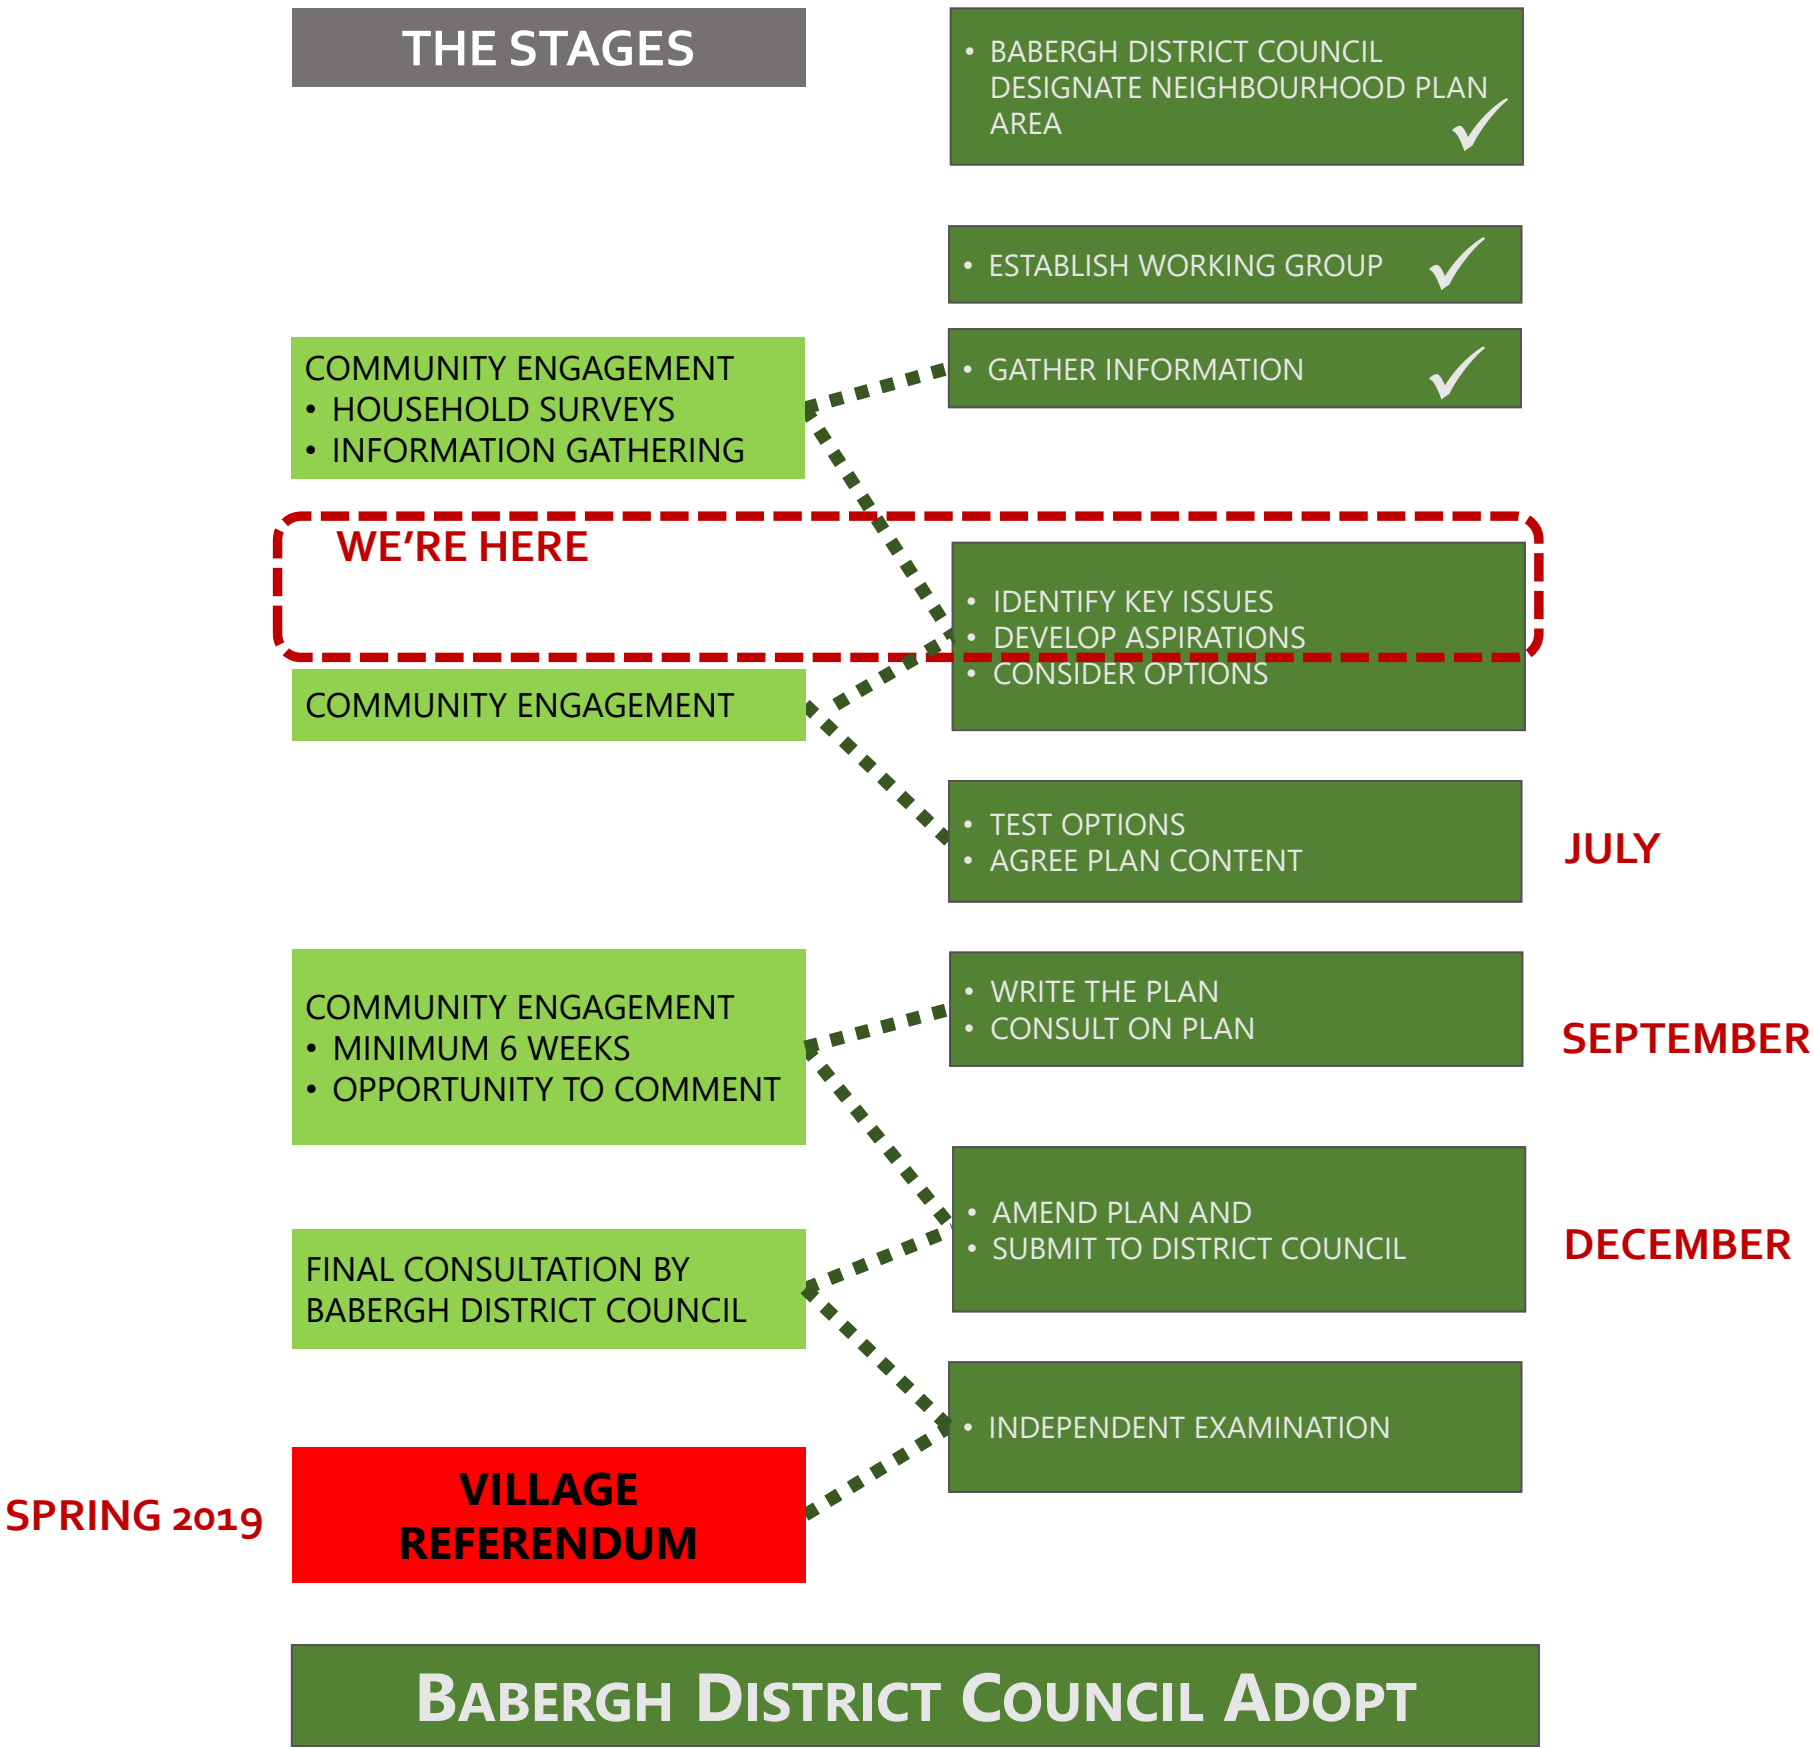 THE STAGES
• BABERGH DISTRICT COUNCIL
DESIGNATE NEIGHBOURHOOD PLAN
AREA
• ESTABLISH WORKING GROUP
COMMUNITY ENGAGEMENT
• HOUSEHOLD SURVEYS
• INFORMATION GATHERING
• GATHER INFORMATION
WE’RE HERE
• IDENTIFY KEY ISSUES
• DEVELOP ASPIRATIONS
• CONSIDER OPTIONS
COMMUNITY ENGAGEMENT
• TEST OPTIONS
• AGREE PLAN CONTENT
JULY
COMMUNITY ENGAGEMENT
• MINIMUM 6 WEEKS
• OPPORTUNITY TO COMMENT
• WRITE THE PLAN
• CONSULT ON PLAN
SEPTEMBER
• AMEND PLAN AND
• SUBMIT TO DISTRICT COUNCIL
DECEMBER
FINAL CONSULTATION BY
BABERGH DISTRICT COUNCIL
• INDEPENDENT EXAMINATION
SPRING 2019
VILLAGE
REFERENDUM
BABERGH DISTRICT COUNCIL ADOPT